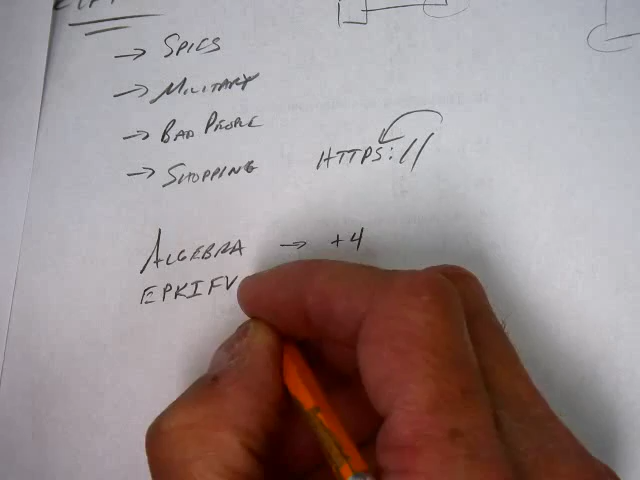 → SPIES
→ MILITARY
→ BAD PEOPLE
→ SHOPPING
HTTPS://
ALGEBRA → +4
EPKIFV